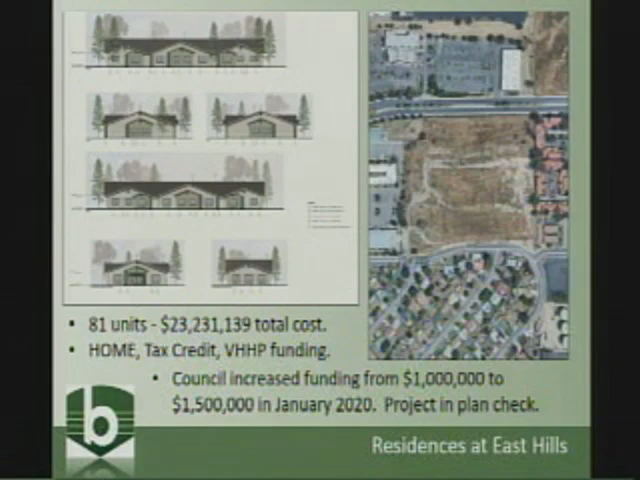 • 81 units - $23,231,139 total cost.
• HOME, Tax Credit, VHHP funding.
• Council increased funding from $1,000,000 to
$1,500,000 in January 2020. Project in plan check.
b
Residences at East Hills